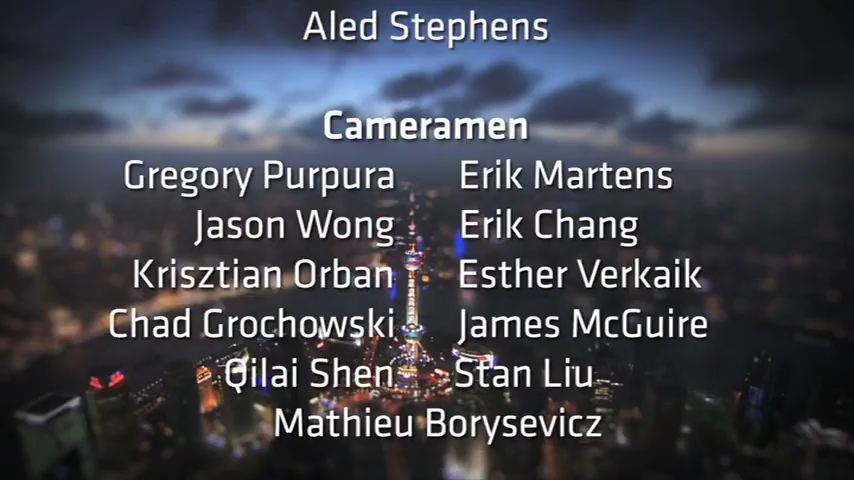 Aled Stephens
Cameramen
Gregory Purpura Erik Martens
Jason Wong Erik Chang
Krisztian Orban Esther Verkaik
Chad Grochowski James McGuire
Qilai Shen Stan Liu
Mathieu Borysevicz